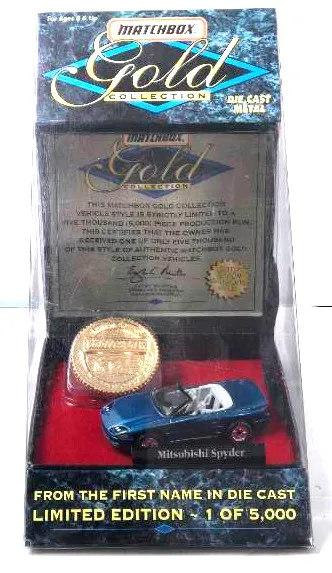 For Ages 8 & Up
MATCHBOX
Gold
COLLECTION
DIE CAST
METAL
MATCHBOX
Gold
COLLECTION
THIS MATCHBOX GOLD COLLECTION
VEHICLE STYLE IS STRICTLY LIMITED TO A
FIVE THOUSAND (5,000) PIECE PRODUCTION RUN.
THIS CERTIFIES THAT THE OWNER HAS
RECEIVED ONE OF ONLY FIVE THOUSAND
OF THIS STYLE OF AUTHENTIC MATCHBOX GOLD
COLLECTION VEHICLES.
Mitsubishi Spyder
FROM THE FIRST NAME IN DIE CAST
LIMITED EDITION ~ 1 OF 5,000